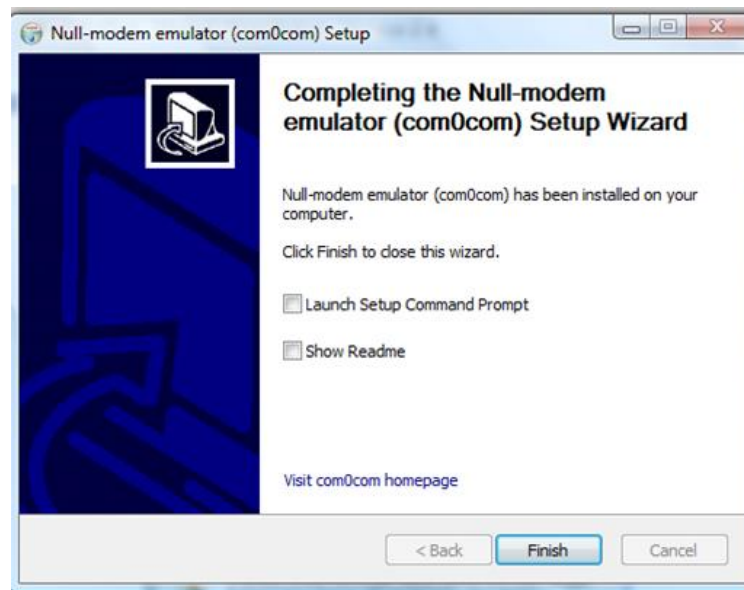 Null-modem emulator (com0com) Setup
Completing the Null-modem
emulator (com0com) Setup Wizard
Null-modem emulator (com0com) has been installed on your
computer.
Click Finish to close this wizard.
Launch Setup Command Prompt
Show Readme
Visit com0com homepage
< Back
Finish
Cancel